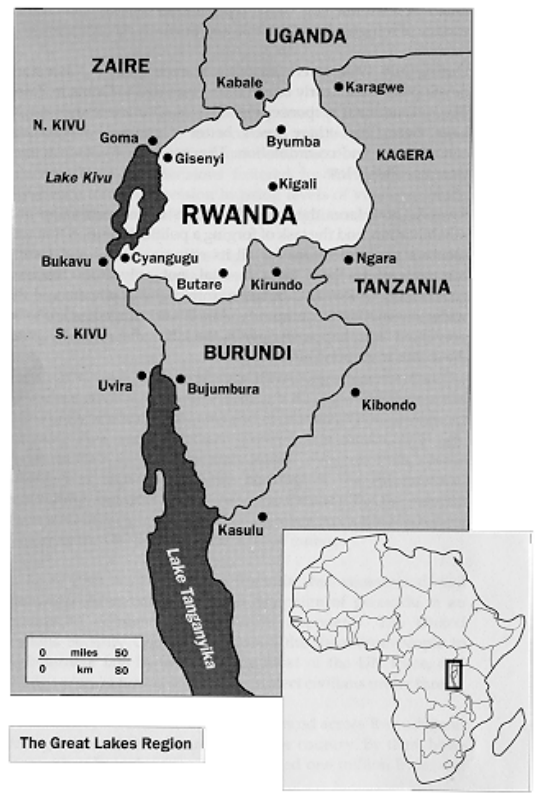 UGANDA
ZAIRE
Kabale
Karagwe
N. KIVU
Goma
Byumba
Gisenyi
KAGERA
Lake Kivu
Kigali
RWANDA
Bukavu
Cyangugu
Ngara
Butare
Kirundo
TANZANIA
S. KIVU
BURUNDI
Uvira
Bujumbura
Kibondo
Kasulu
Lake Tanganyika
0 miles 50
0 km 80
The Great Lakes Region